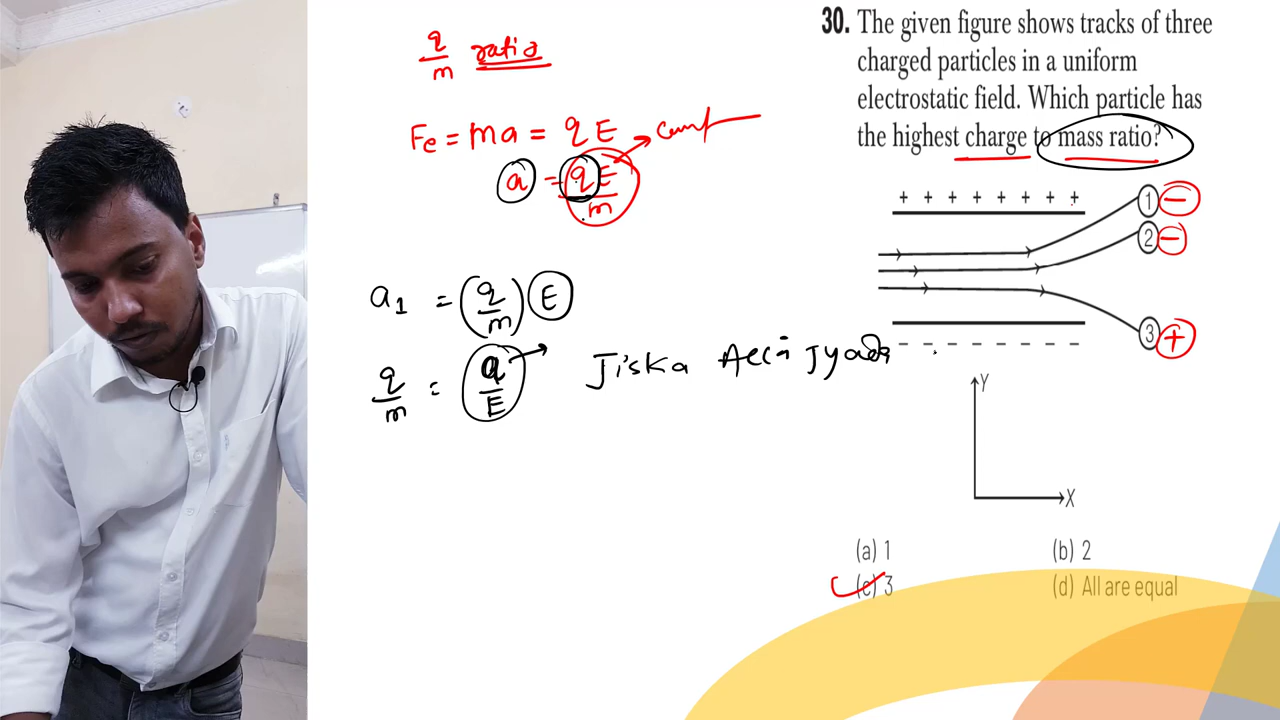 q/m ratio
Fe = ma = qE
a = qE/m
a1 = (q/m) E
q/m = a/E
Jiska Accn Jyada
30. The given figure shows tracks of three
charged particles in a uniform
electrostatic field. Which particle has
the highest charge to mass ratio?
+ + + + + + + +
1 −
2 −
3 +
− − − − − − − −
Y
X
(a) 1
(b) 2
(c) 3
(d) All are equal